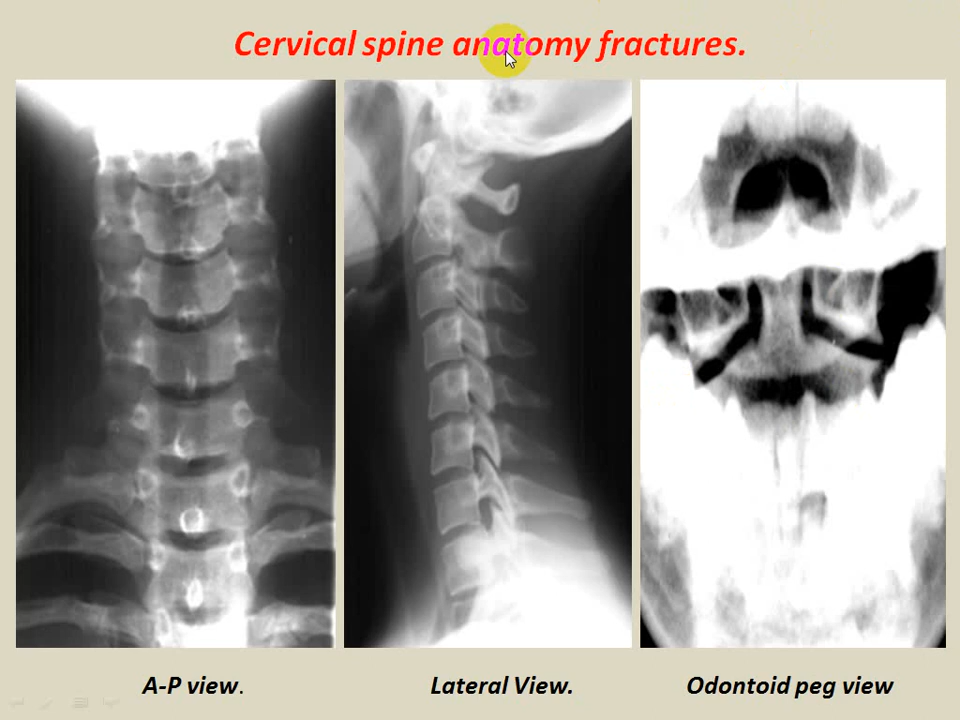 Cervical spine anatomy fractures.
A-P view.
Lateral View.
Odontoid peg view